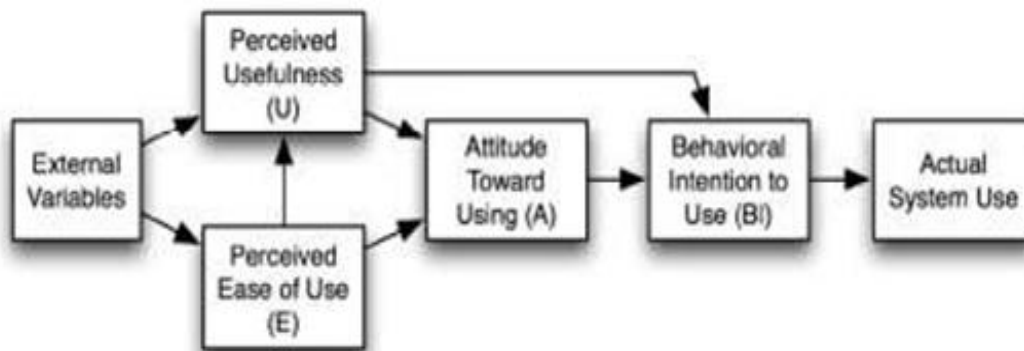 External
Variables
Perceived
Usefulness
(U)
Perceived
Ease of Use
(E)
Attitude
Toward
Using (A)
Behavioral
Intention to
Use (BI)
Actual
System Use